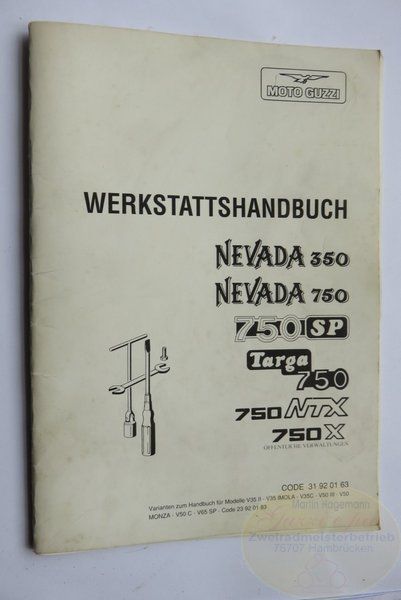 MOTO GUZZI
WERKSTATTSHANDBUCH
NEVADA 350
NEVADA 750
750 SP
Targa
750
750 NTX
750 X
ÖFFENTLICHE VERWALTUNGEN
CODE 31 92 01 63
Varianten zum Handbuch für Modelle V35 II - V35 IMOLA - V35C - V50 III - V50
MONZA - V50 C - V65 SP - Code 23 92 01 83
Martin Hagemann
Zweiradmeisterbetrieb
76707 Hambrücken